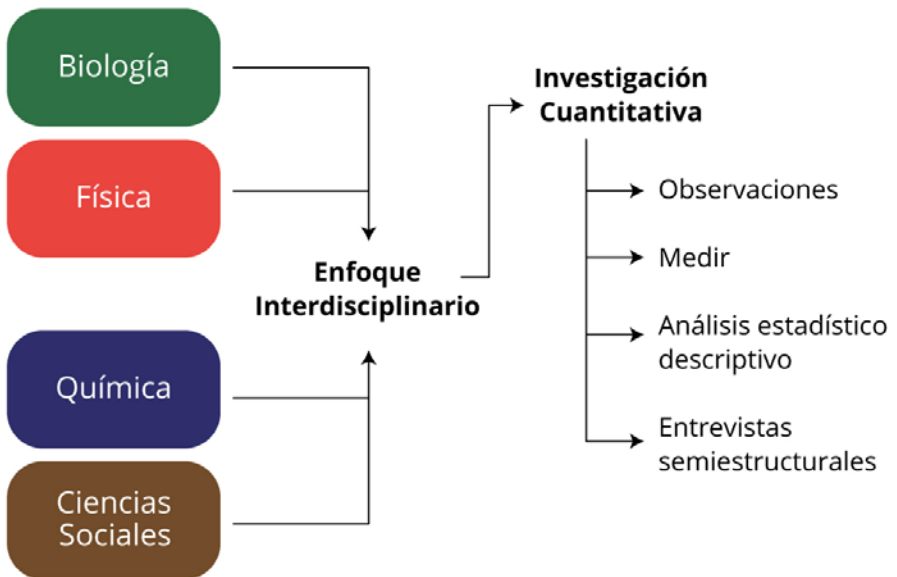 Biología
Física
Química
Ciencias
Sociales
Enfoque
Interdisciplinario
Investigación
Cuantitativa
Observaciones
Medir
Análisis estadístico
descriptivo
Entrevistas
semiestructurales